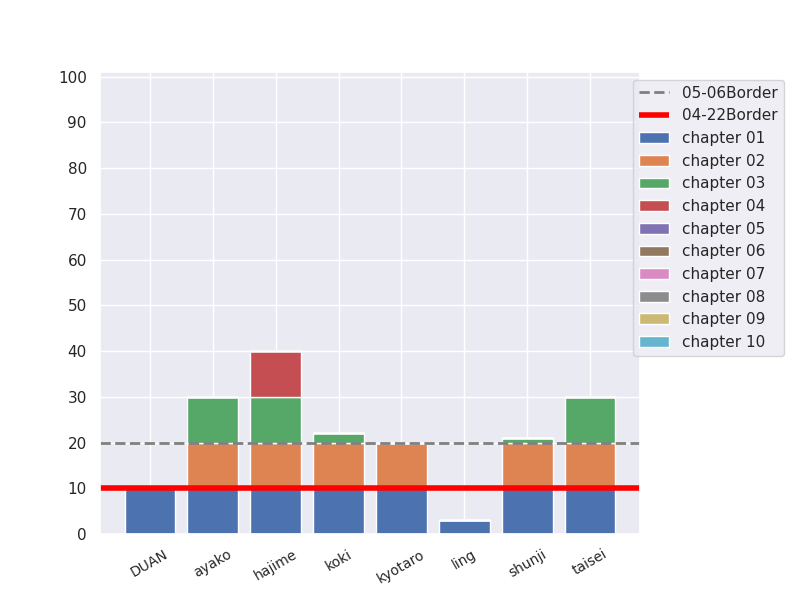 100
90
80
70
60
50
40
30
20
10
0
DUAN
ayako
hajime
koki
kyotaro
ling
shunji
taisei
05-06Border
04-22Border
chapter 01
chapter 02
chapter 03
chapter 04
chapter 05
chapter 06
chapter 07
chapter 08
chapter 09
chapter 10